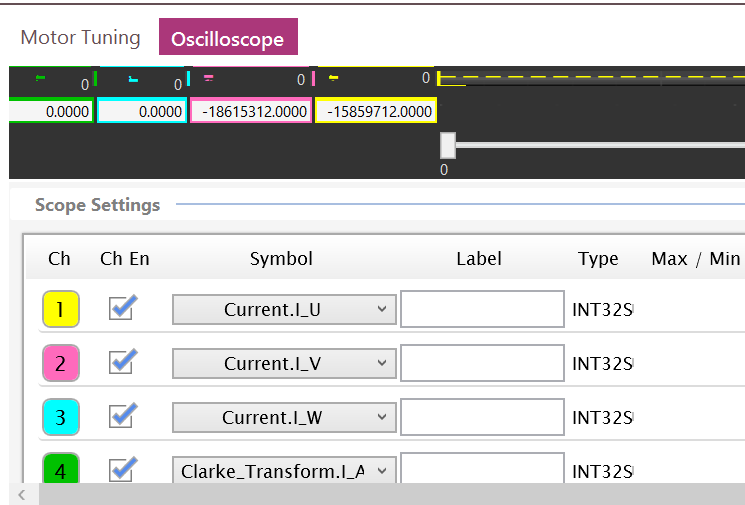 Motor Tuning Oscilloscope
0 0 0 0
0.0000 0.0000 -18615312.0000 -15859712.0000
0
Scope Settings
Ch Ch En Symbol Label Type Max / Min
1 Current.I_U INT32S
2 Current.I_V INT32S
3 Current.I_W INT32S
4 Clarke_Transform.I_A INT32S